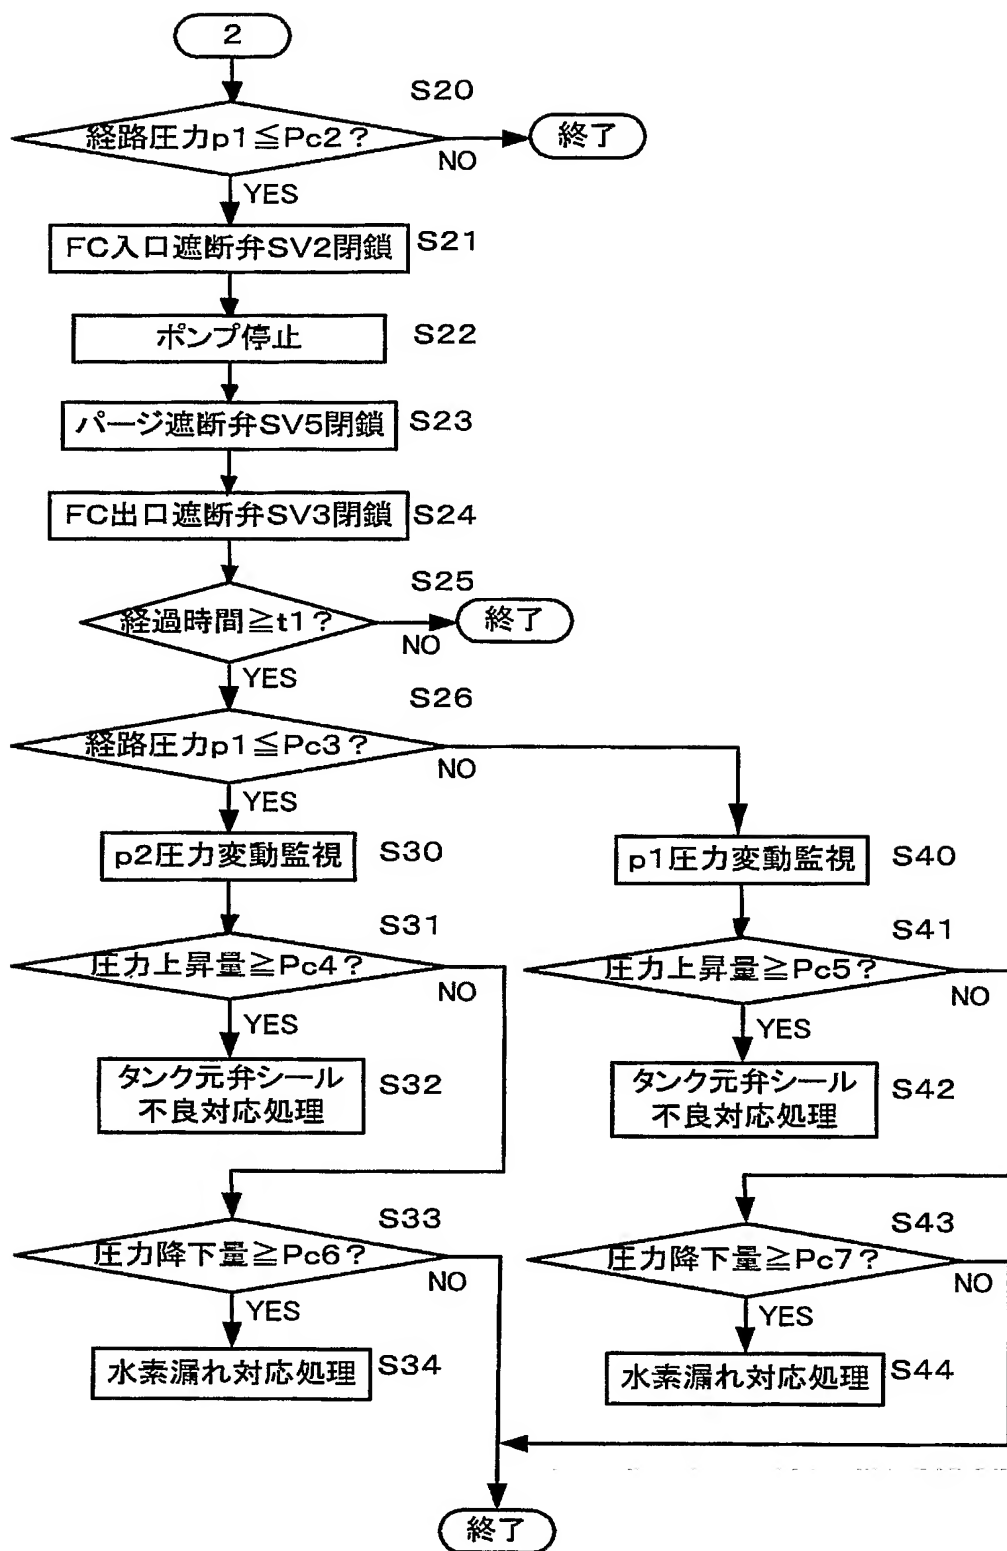 2
S20
経路圧力p1≦Pc2?
終了
NO
YES
FC入口遮断弁SV2閉鎖
S21
ポンプ停止
S22
パージ遮断弁SV5閉鎖
S23
FC出口遮断弁SV3閉鎖
S24
S25
経過時間≧t1?
終了
NO
YES
S26
経路圧力p1≦Pc3?
NO
YES
p2圧力変動監視
S30
p1圧力変動監視
S40
S31
圧力上昇量≧Pc4?
NO
YES
S41
圧力上昇量≧Pc5?
NO
YES
タンク元弁シール
不良対応処理
S32
タンク元弁シール
不良対応処理
S42
S33
圧力降下量≧Pc6?
NO
YES
S43
圧力降下量≧Pc7?
NO
YES
水素漏れ対応処理
S34
水素漏れ対応処理
S44
終了